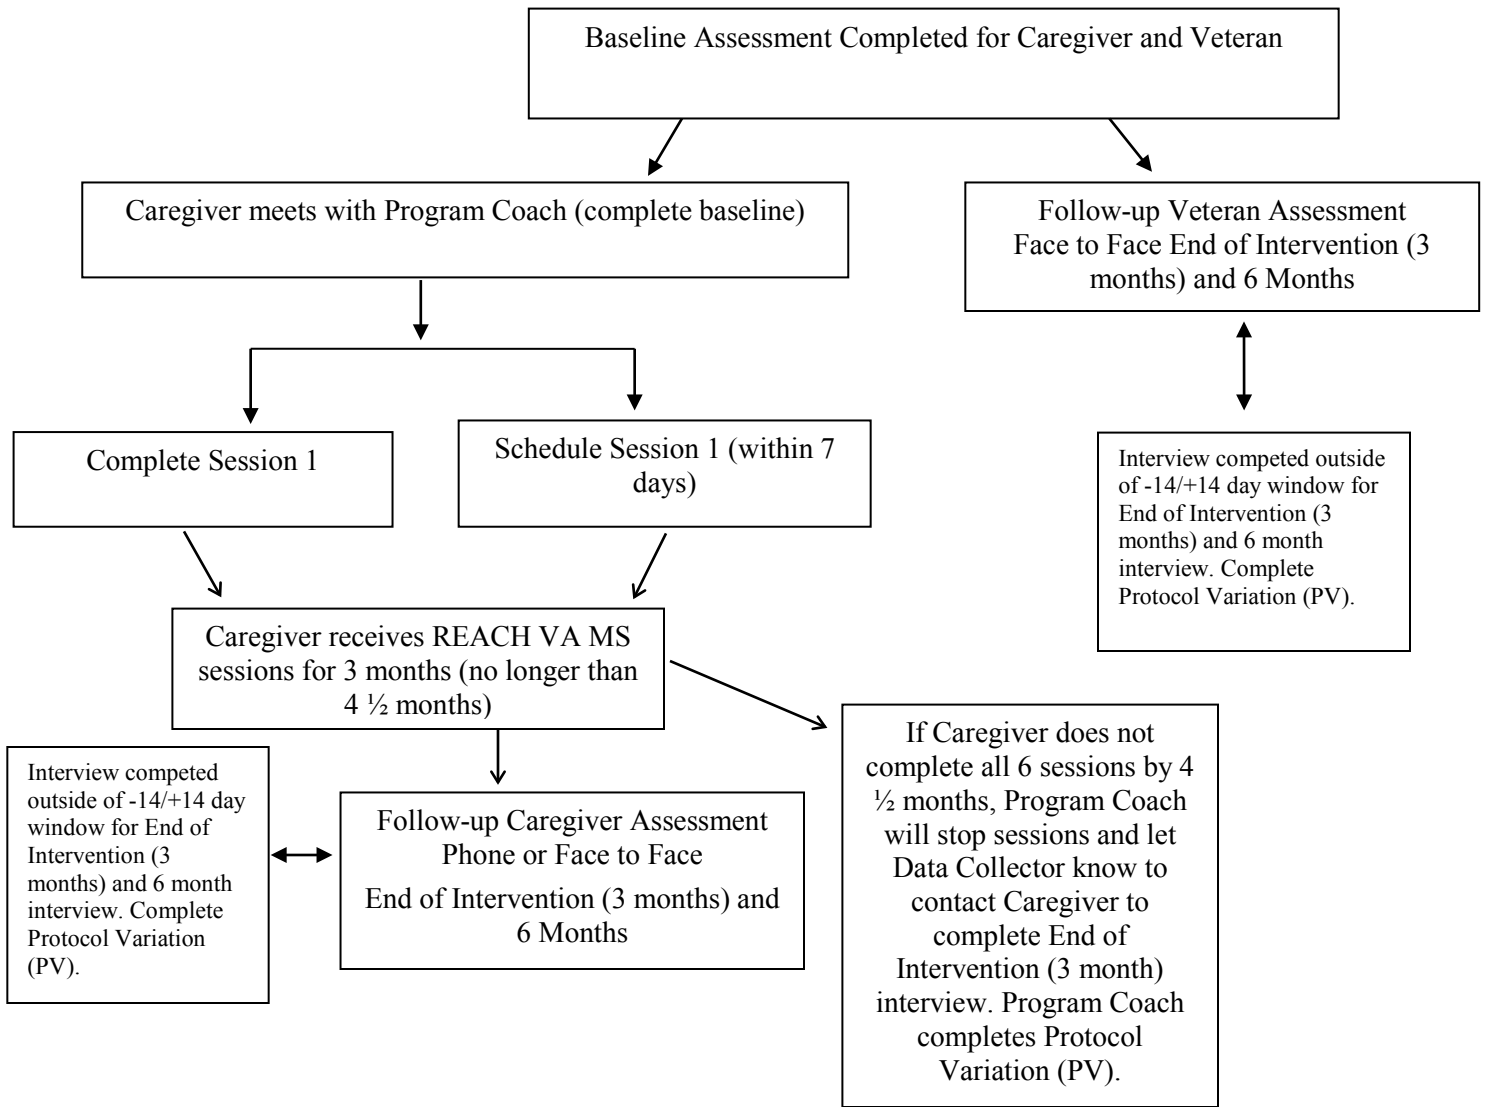 Baseline Assessment Completed for Caregiver and Veteran
Caregiver meets with Program Coach (complete baseline)
Follow-up Veteran Assessment
Face to Face End of Intervention (3
months) and 6 Months
Complete Session 1
Schedule Session 1 (within 7
days)
Interview competed outside
of -14/+14 day window for
End of Intervention (3
months) and 6 month
interview. Complete
Protocol Variation (PV).
Caregiver receives REACH VA MS
sessions for 3 months (no longer than
4 ½ months)
Interview competed
outside of -14/+14 day
window for End of
Intervention (3
months) and 6 month
interview. Complete
Protocol Variation
(PV).
Follow-up Caregiver Assessment
Phone or Face to Face
End of Intervention (3 months) and
6 Months
If Caregiver does not
complete all 6 sessions by 4
½ months, Program Coach
will stop sessions and let
Data Collector know to
contact Caregiver to
complete End of
Intervention (3 month)
interview. Program Coach
completes Protocol
Variation (PV).